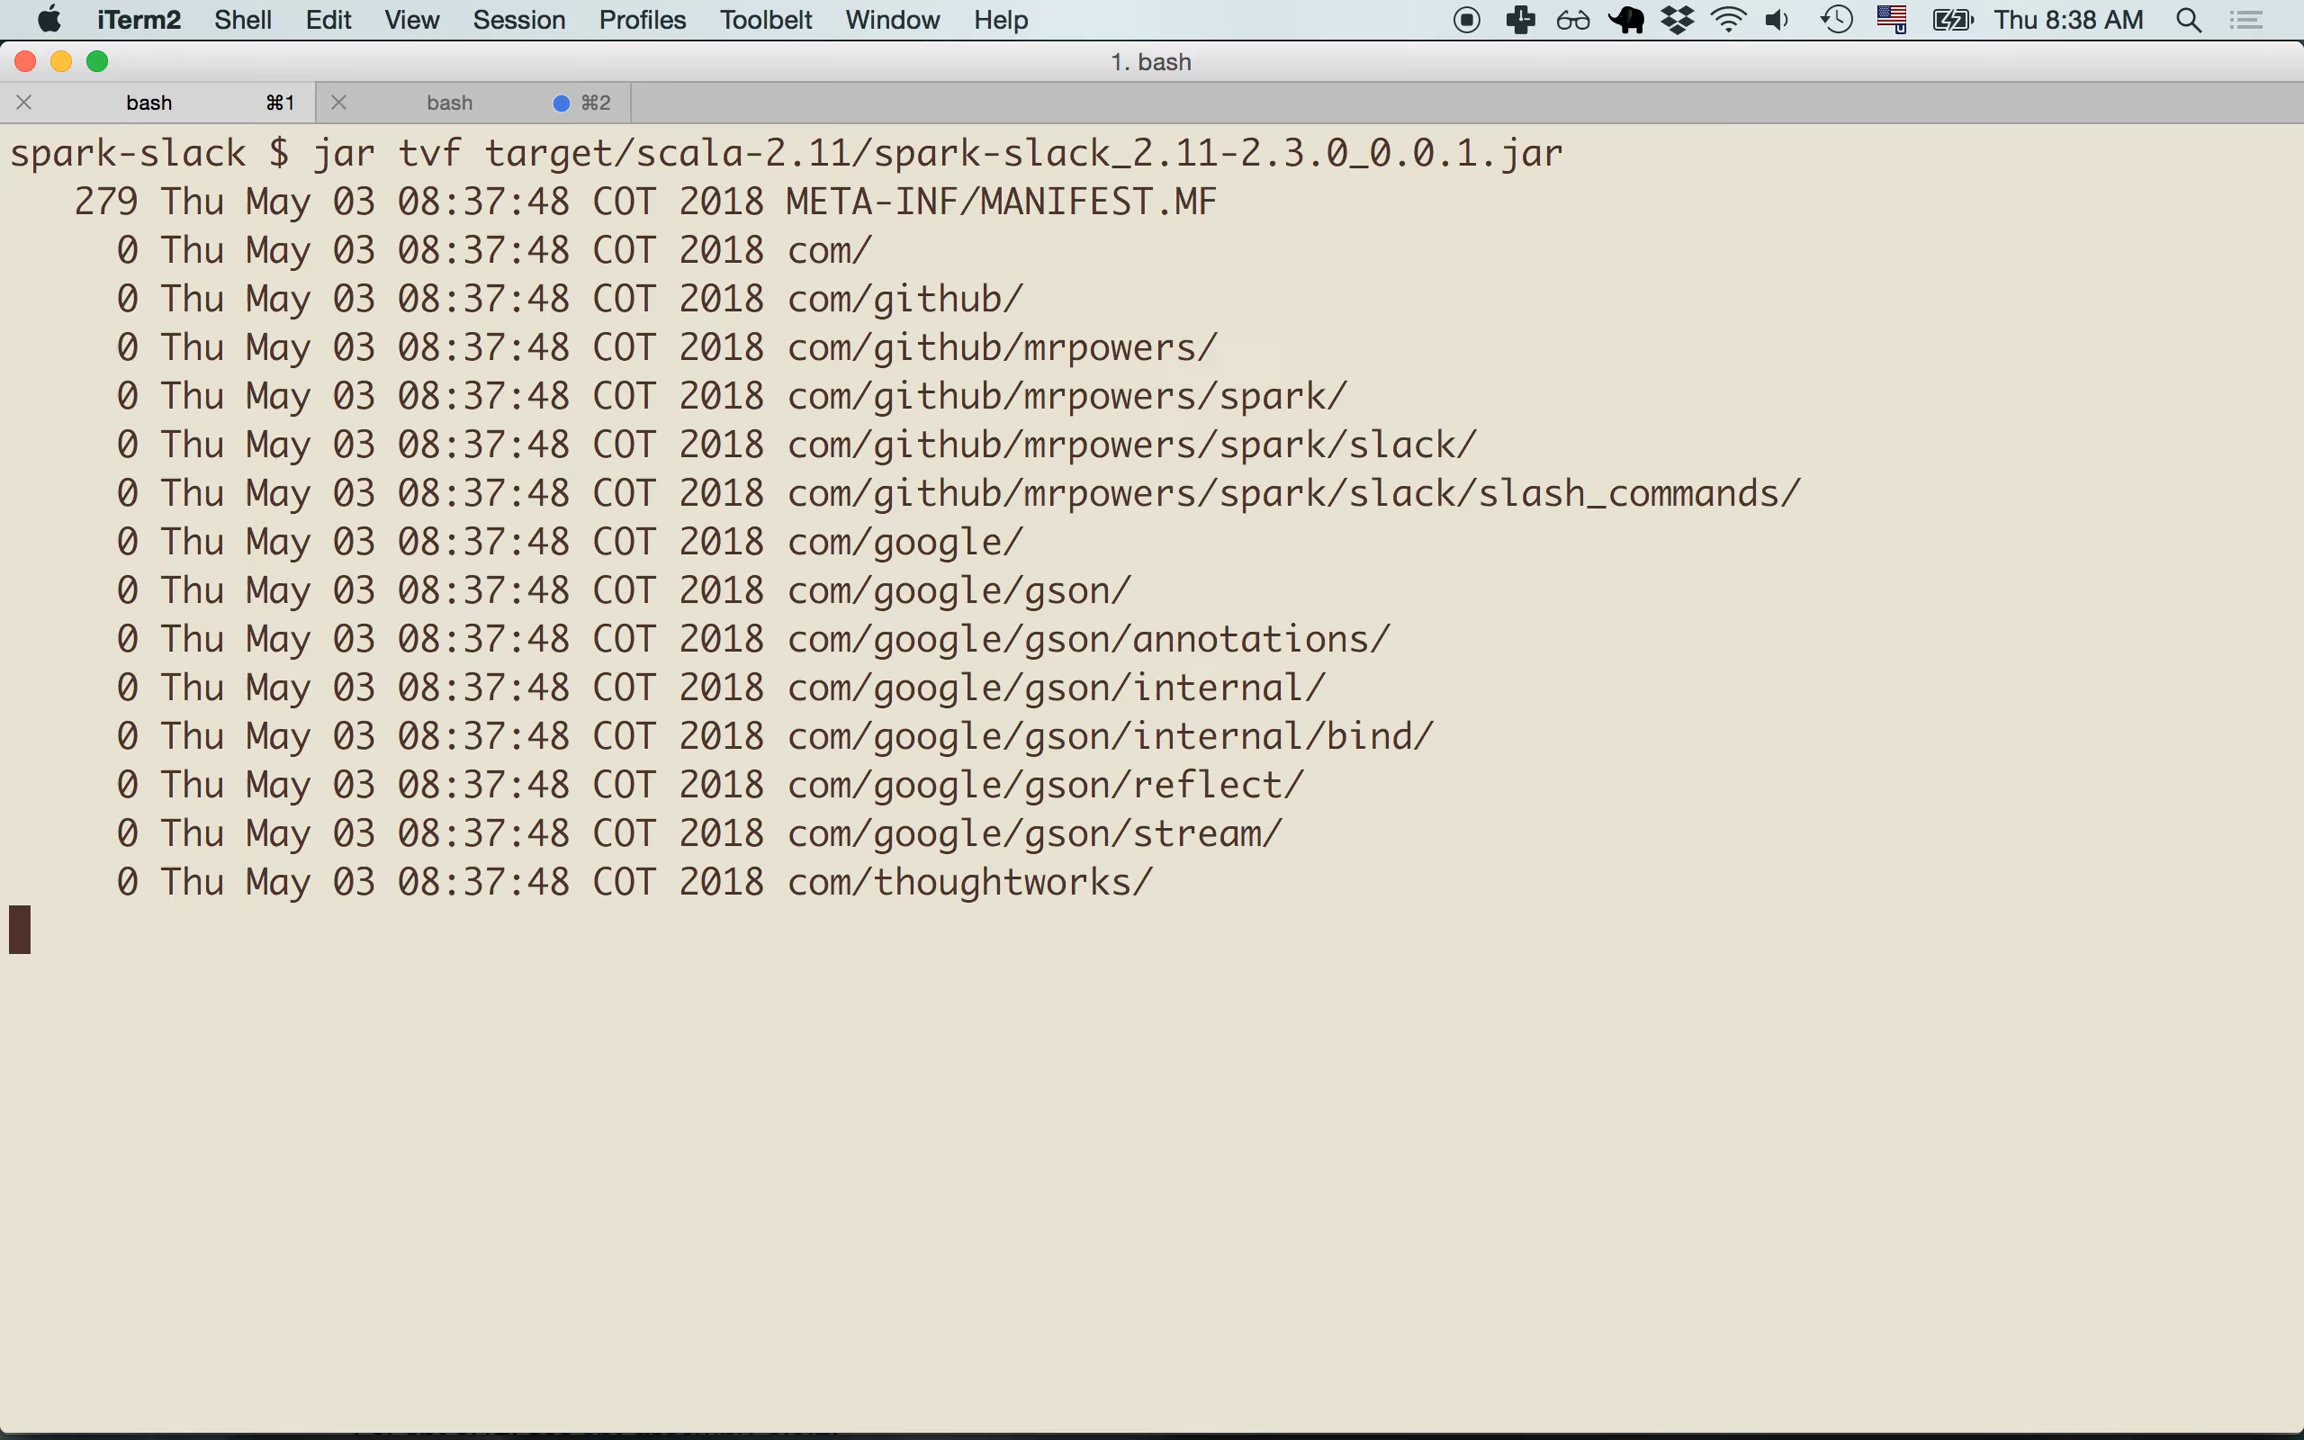 iTerm2 Shell Edit View Session Profiles Toolbelt Window Help Thu 8:38 AM
1. bash
bash ⌘1 bash ⌘2
spark-slack $ jar tvf target/scala-2.11/spark-slack_2.11-2.3.0_0.0.1.jar
279 Thu May 03 08:37:48 COT 2018 META-INF/MANIFEST.MF
0 Thu May 03 08:37:48 COT 2018 com/
0 Thu May 03 08:37:48 COT 2018 com/github/
0 Thu May 03 08:37:48 COT 2018 com/github/mrpowers/
0 Thu May 03 08:37:48 COT 2018 com/github/mrpowers/spark/
0 Thu May 03 08:37:48 COT 2018 com/github/mrpowers/spark/slack/
0 Thu May 03 08:37:48 COT 2018 com/github/mrpowers/spark/slack/slash_commands/
0 Thu May 03 08:37:48 COT 2018 com/google/
0 Thu May 03 08:37:48 COT 2018 com/google/gson/
0 Thu May 03 08:37:48 COT 2018 com/google/gson/annotations/
0 Thu May 03 08:37:48 COT 2018 com/google/gson/internal/
0 Thu May 03 08:37:48 COT 2018 com/google/gson/internal/bind/
0 Thu May 03 08:37:48 COT 2018 com/google/gson/reflect/
0 Thu May 03 08:37:48 COT 2018 com/google/gson/stream/
0 Thu May 03 08:37:48 COT 2018 com/thoughtworks/